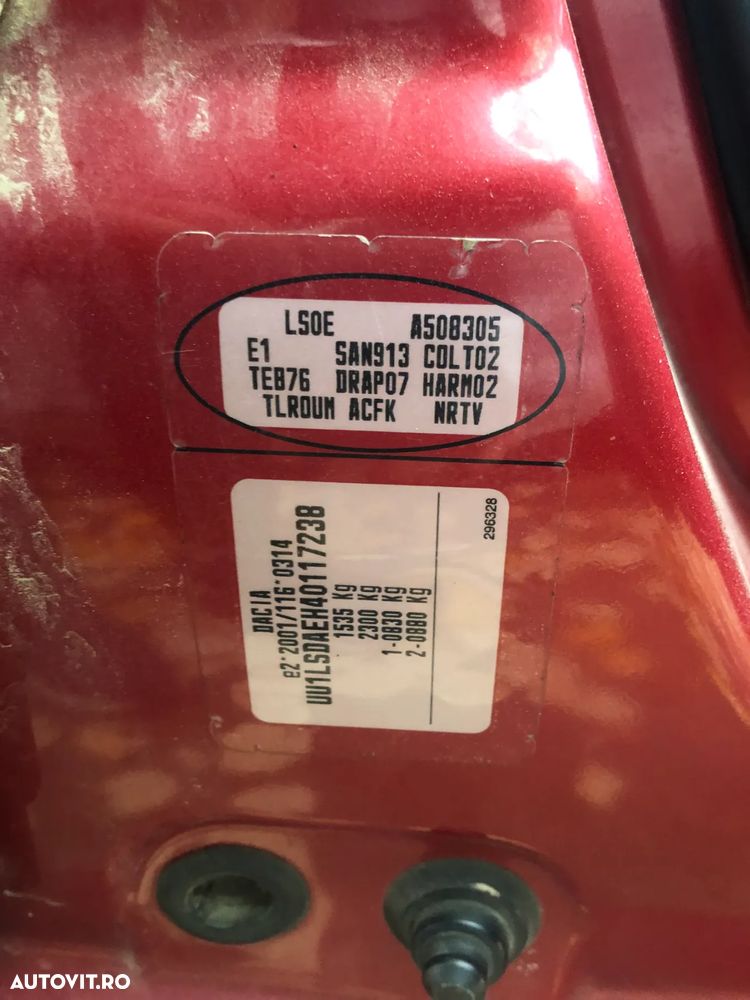 LS0E A508305
E1 SAN913 COLT02
TEB76 DRAP07 HARM02
TLROUM ACFK NRTV
DACIA
e2*2001/116*0314
UU1LSDAEH40117238
1535 Kg
2300 Kg
1-0830 Kg
2-0880 Kg
296328
AUTOVIT.RO